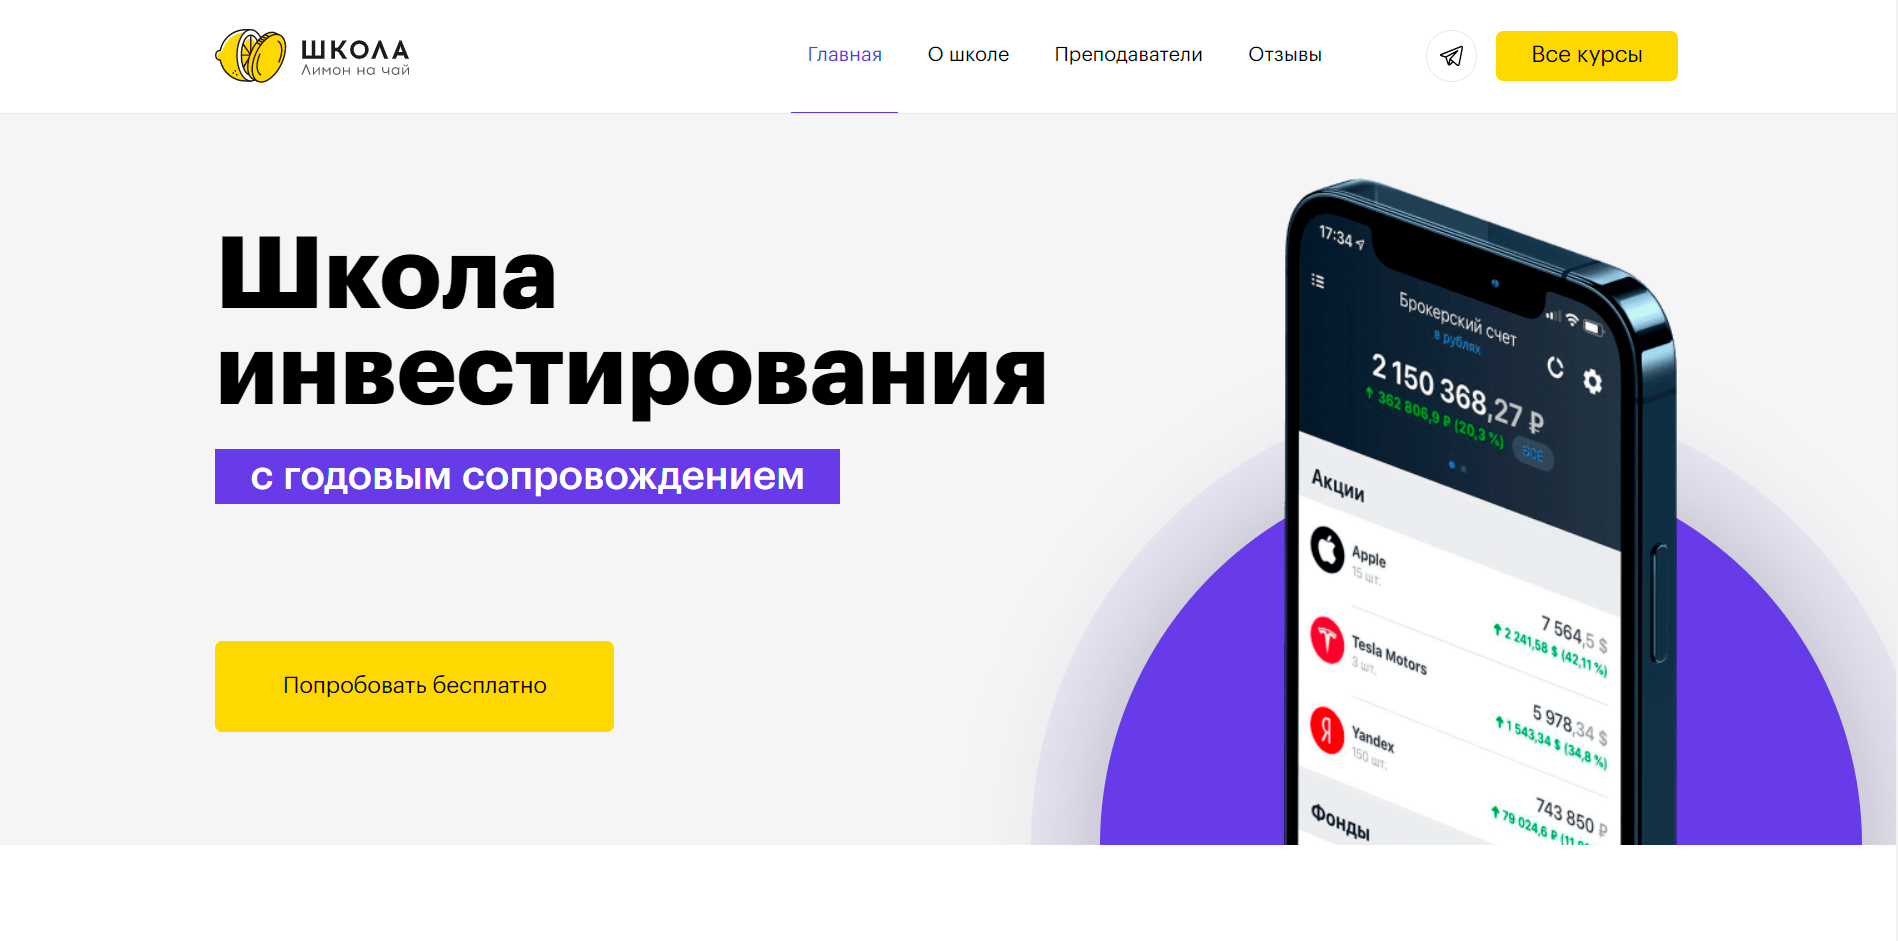 ШКОЛА
Лимон на чай
Главная
О школе
Преподаватели
Отзывы
Все курсы
Школа
инвестирования
с годовым сопровождением
Попробовать бесплатно
17:34
Брокерский счет
в рублях
2 150 368,27 ₽
362 806,9 ₽ (20,3 %)
всё
Акции
Apple
15 шт.
7 564,5 $
2 241,58 $ (42,11 %)
Tesla Motors
3 шт.
5 978,34 $
1 543,34 $ (34,8 %)
Yandex
150 шт.
743 850 ₽
79 024,6 ₽
Фонды